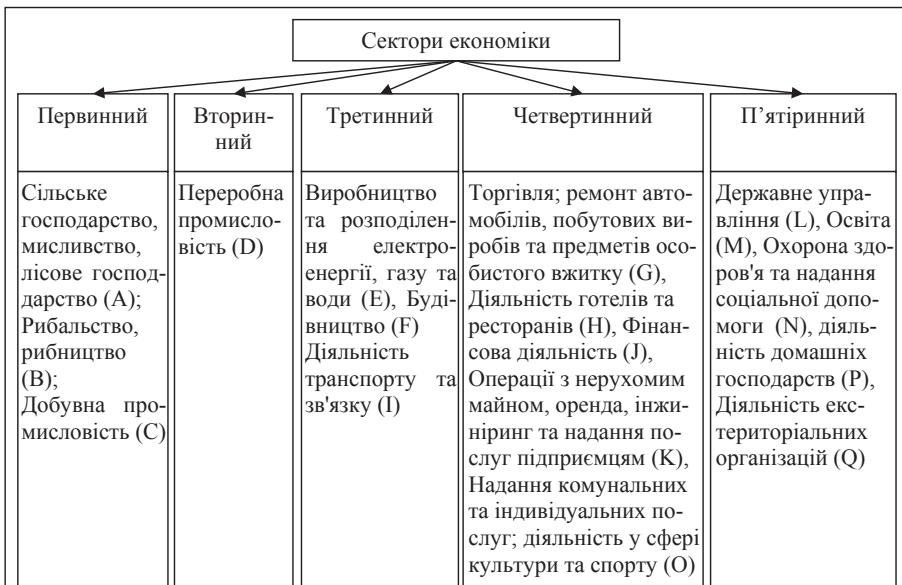 Сектори економіки
Первинний
Вторин-
ний
Третинний
Четвертинний
П’ятіринний
Сільське
господарство,
мисливство,
лісове господ-
дарство (A);
Рибальство,
рибництво
(B);
Добувна про-
мисловість (C)
Переробна
промисло-
вість (D)
Виробництво
та розподілен-
ня електро-
енергії, газу та
води (E), Буді-
вництво (F)
Діяльність
транспорту та
зв'язку (I)
Торгівля; ремонт авто-
мобілів, побутових ви-
робів та предметів осо-
бистого вжитку (G),
Діяльність готелів та
ресторанів (H), Фінан-
сова діяльність (J),
Операції з нерухомим
майном, оренда, інжи-
ніринг та надання по-
слуг підприємцям (K),
Надання комунальних
та індивідуальних по-
слуг; діяльність у сфері
культури та спорту (O)
Державне упра-
вління (L), Освіта
(M), Охорона здо-
ров'я та надання
соціальної допо-
моги (N), діяль-
ність домашніх
господарств (P),
Діяльність екс-
територіальних
організацій (Q)